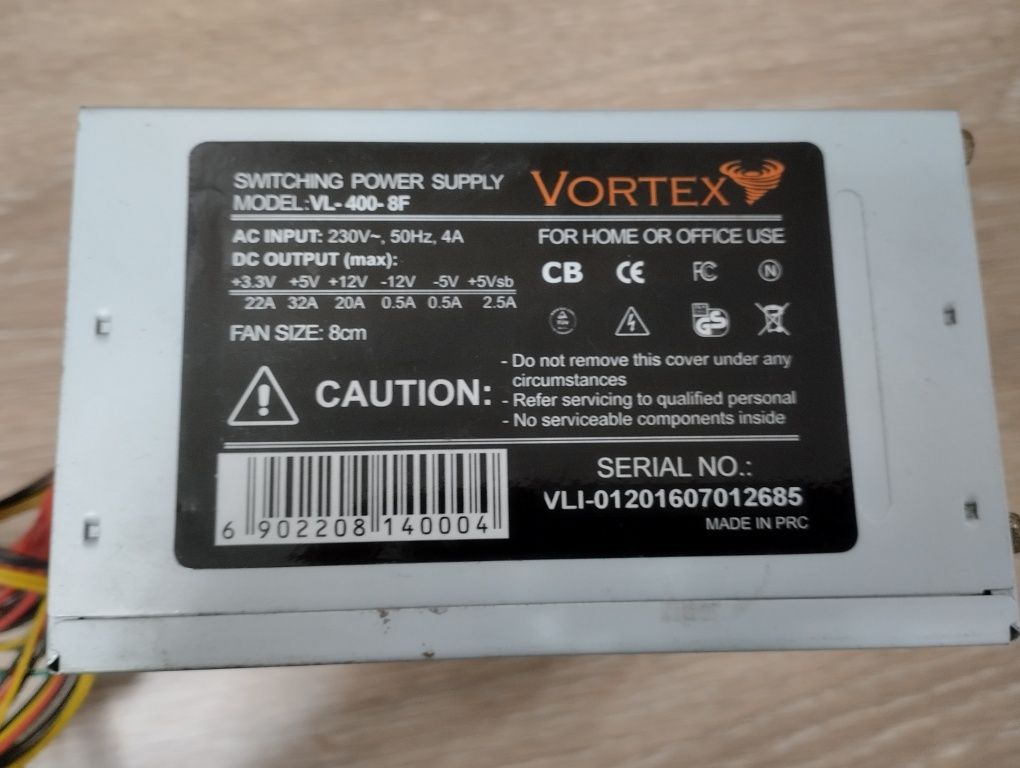 SWITCHING POWER SUPPLY
MODEL:VL-400-8F
VORTEX
AC INPUT: 230V~, 50Hz, 4A
DC OUTPUT (max):
+3.3V +5V +12V -12V -5V +5Vsb
22A 32A 20A 0.5A 0.5A 2.5A
FAN SIZE: 8cm
FOR HOME OR OFFICE USE
CB CE FC N
GS
CAUTION:
- Do not remove this cover under any
circumstances
- Refer servicing to qualified personal
- No serviceable components inside
6 902208 140004
SERIAL NO.:
VLI-01201607012685
MADE IN PRC